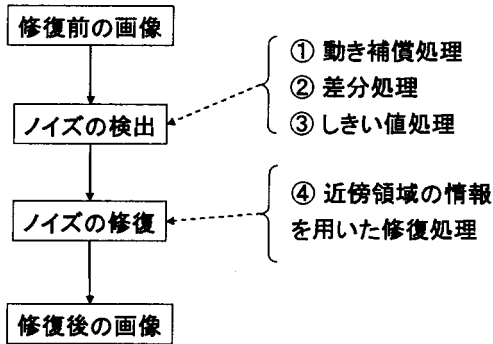 修復前の画像
① 動き補償処理
② 差分処理
③ しきい値処理
ノイズの検出
④ 近傍領域の情報
を用いた修復処理
ノイズの修復
修復後の画像